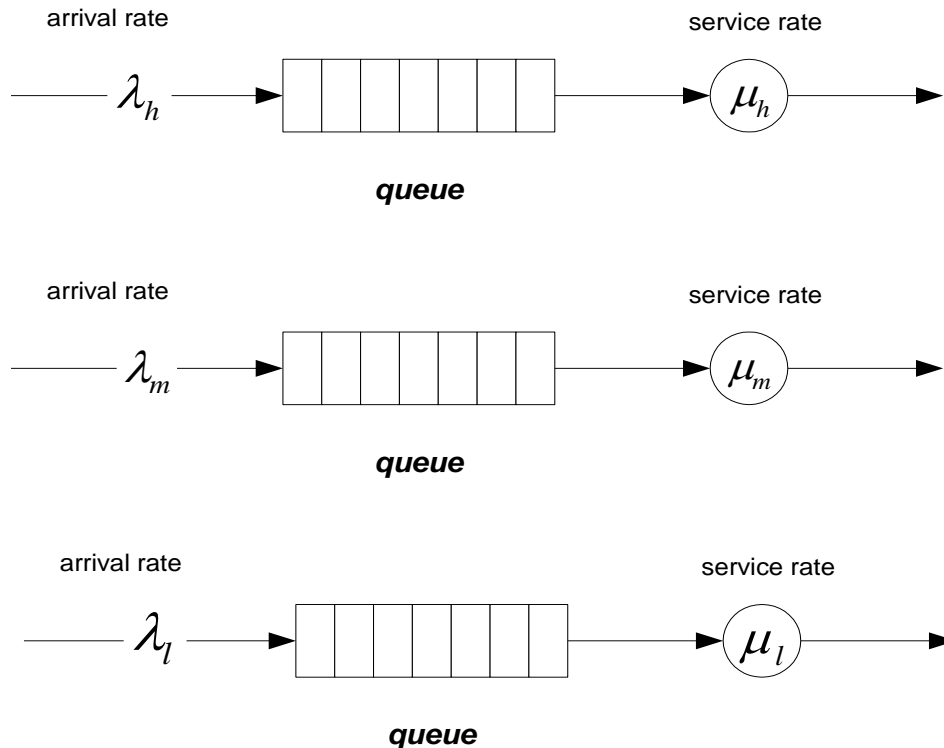 arrival rate
service rate
λh
μh
queue
arrival rate
service rate
λm
μm
queue
arrival rate
service rate
λl
μl
queue